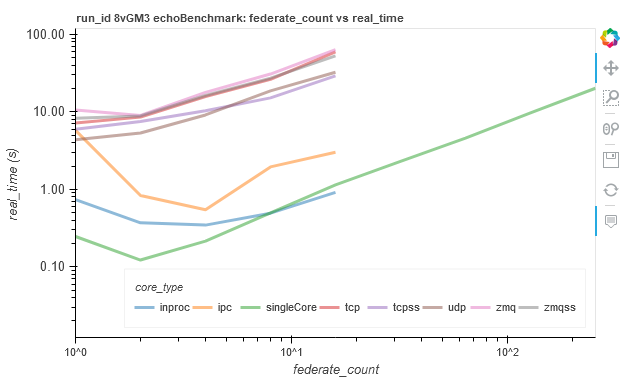 run_id 8vGM3 echoBenchmark: federate_count vs real_time
100.00
10.00
1.00
0.10
real_time (s)
core_type
inproc ipc singleCore tcp tcpss udp zmq zmqss
10^0 10^1 10^2
federate_count